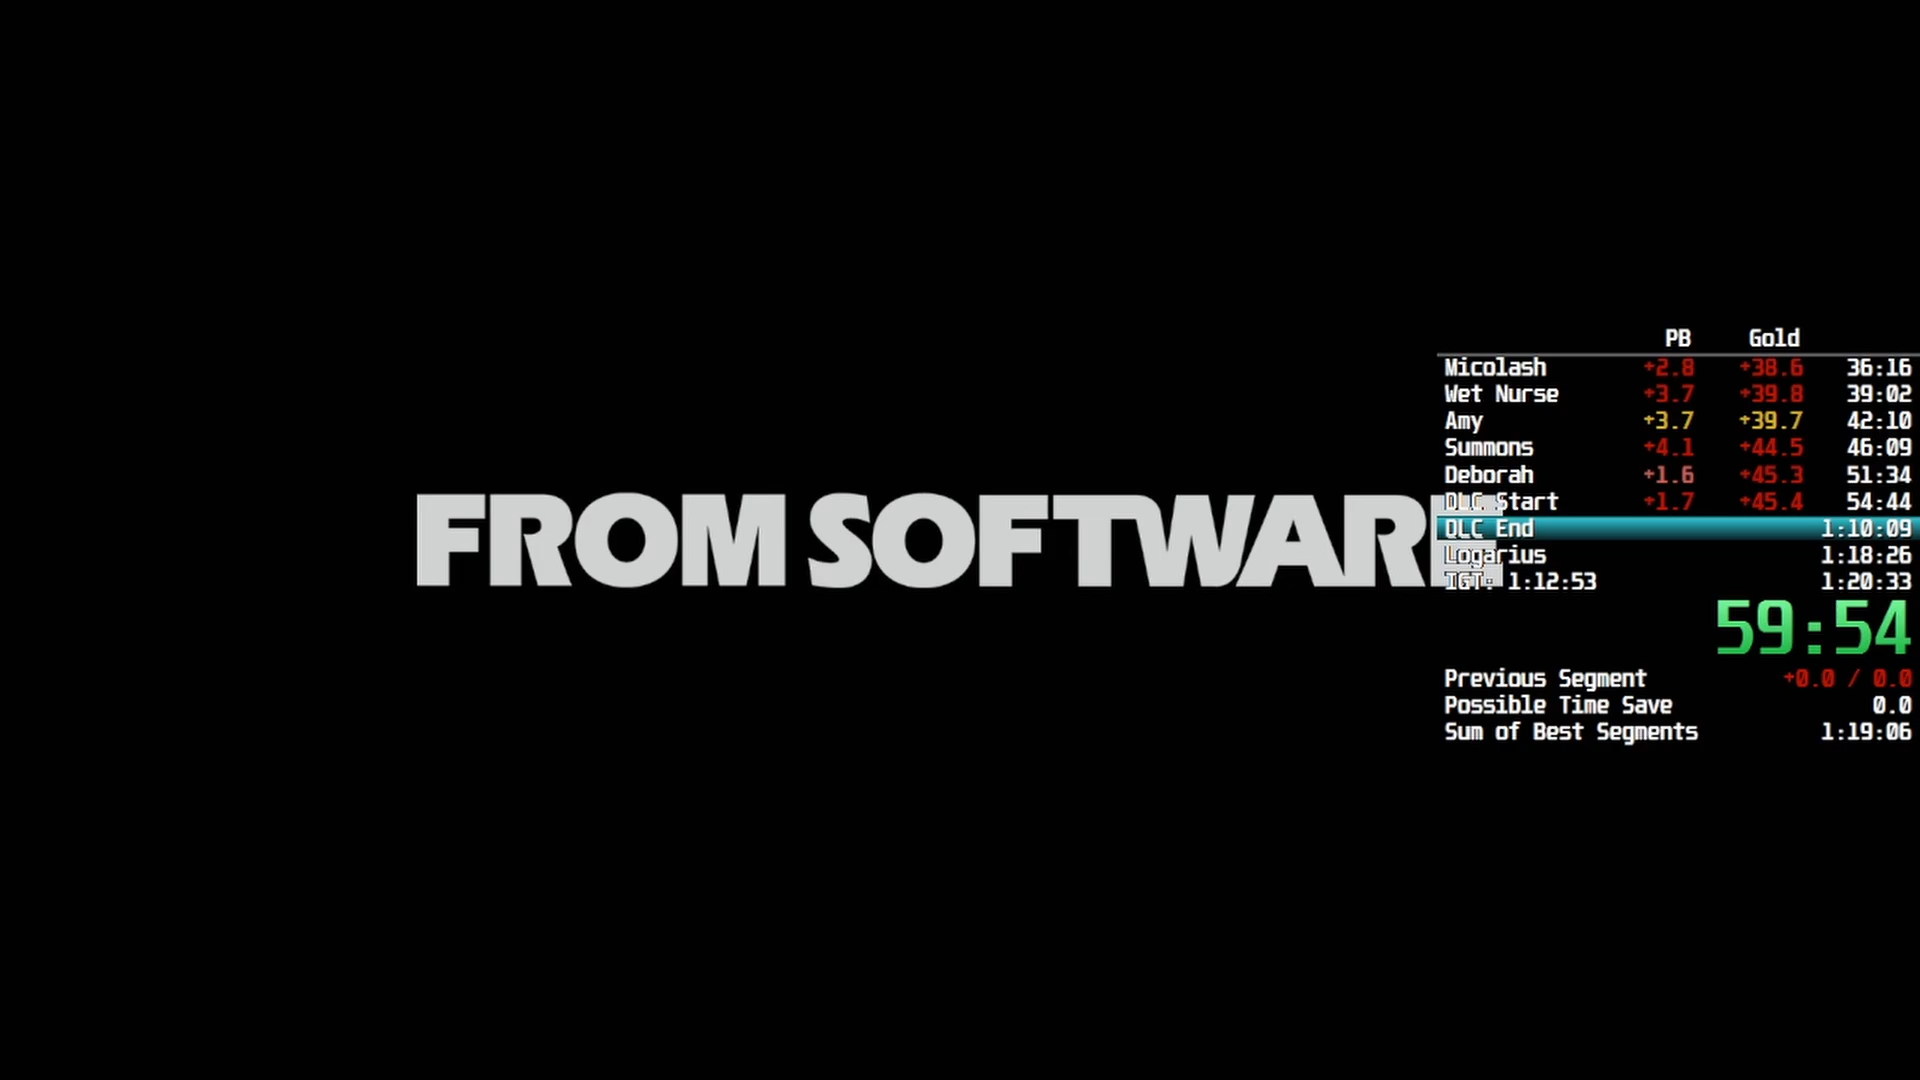 PB Gold
Micolash +2.8 +38.6 36:16
Wet Nurse +3.7 +39.8 39:02
Amy +3.7 +39.7 42:10
Summons +4.1 +44.5 46:09
Deborah +1.6 +45.3 51:34
DLC Start +1.7 +45.4 54:44
FROM SOFTWARE
DLC End 1:10:09
Logarius 1:18:26
IGT: 1:12:53 1:20:33
59:54
Previous Segment +0.0 / 0.0
Possible Time Save 0.0
Sum of Best Segments 1:19:06